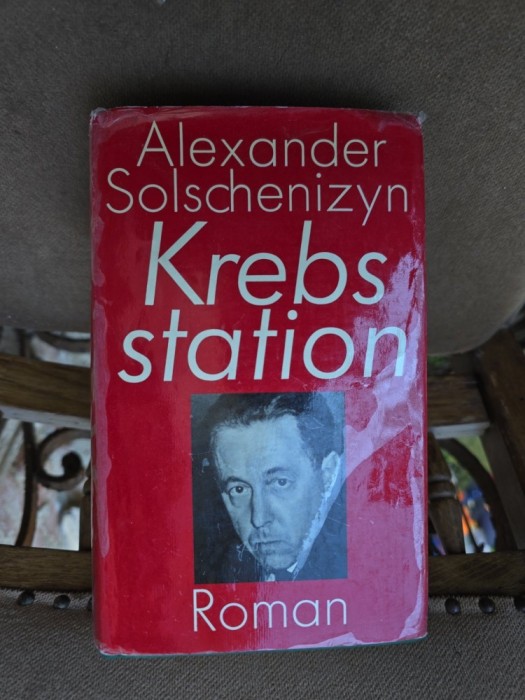 Alexander
Solschenizyn
Krebs
station
Roman